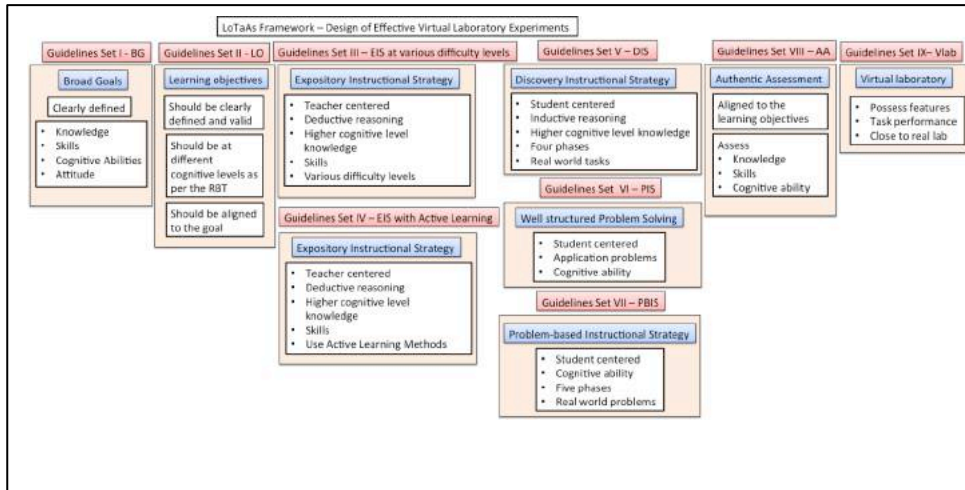 LoTaAs Framework – Design of Effective Virtual Laboratory Experiments
Guidelines Set I - BG
Broad Goals
Clearly defined
• Knowledge
• Skills
• Cognitive Abilities
• Attitude
Guidelines Set II - LO
Learning objectives
Should be clearly
defined and valid
Should be at
different
cognitive levels as
per the RBT
Should be aligned
to the goal
Guidelines Set III – EIS at various difficulty levels
Expository Instructional Strategy
• Teacher centered
• Deductive reasoning
• Higher cognitive level
knowledge
• Skills
• Various difficulty levels
Guidelines Set IV – EIS with Active Learning
Expository Instructional Strategy
• Teacher centered
• Deductive reasoning
• Higher cognitive level
knowledge
• Skills
• Use Active Learning Methods
Guidelines Set V – DIS
Discovery Instructional Strategy
• Student centered
• Inductive reasoning
• Higher cognitive level knowledge
• Four phases
• Real world tasks
Guidelines Set VI – PIS
Well structured Problem Solving
• Student centered
• Application problems
• Cognitive ability
Guidelines Set VII – PBIS
Problem-based Instructional Strategy
• Student centered
• Cognitive ability
• Five phases
• Real world problems
Guidelines Set VIII – AA
Authentic Assessment
Aligned to the
learning objectives
Assess
• Knowledge
• Skills
• Cognitive ability
Guidelines Set IX– Vlab
Virtual laboratory
• Possess features
• Task performance
• Close to real lab